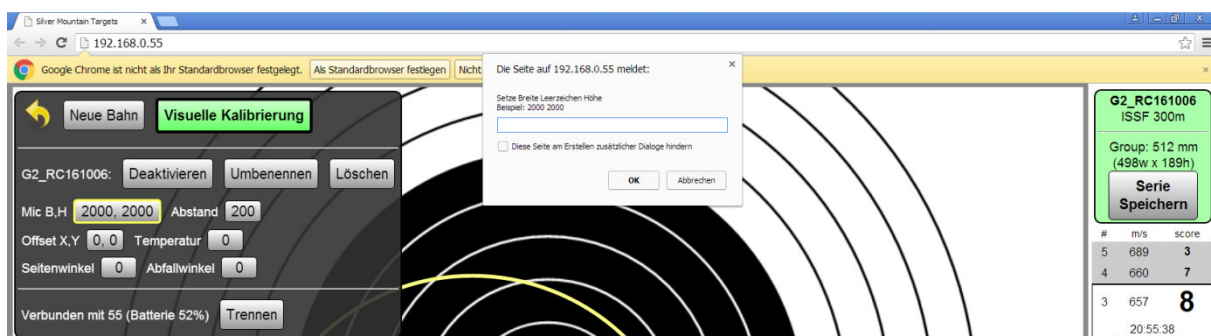 Silver Mountain Targets
192.168.0.55
Google Chrome ist nicht als Ihr Standardbrowser festgelegt. Als Standardbrowser festlegen Nicht
Die Seite auf 192.168.0.55 meldet:
Setze Breite Leerzeichen Höhe
Beispiel: 2000 2000
Diese Seite am Erstellen zusätzlicher Dialoge hindern
OK Abbrechen
Neue Bahn Visuelle Kalibrierung
G2_RC161006: Deaktivieren Umbenennen Löschen
Mic B,H 2000, 2000 Abstand 200
Offset X,Y 0, 0 Temperatur 0
Seitenwinkel 0 Abfallwinkel 0
Verbunden mit 55 (Batterie 52%) Trennen
G2_RC161006
ISSF 300m
Group: 512 mm
(498w x 189h)
Serie
Speichern
# m/s score
5 689 3
4 660 7
3 657 8
20:55:38